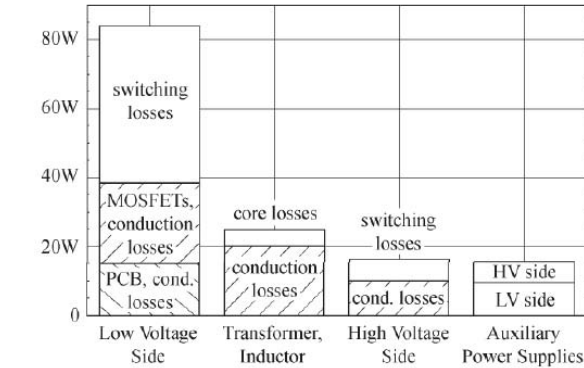 80W
60W
40W
20W
0
switching
losses
MOSFETs,
conduction
losses
PCB, cond.
losses
core losses
conduction
losses
switching
losses
cond. losses
HV side
LV side
Low Voltage
Side
Transformer,
Inductor
High Voltage
Side
Auxiliary
Power Supplies